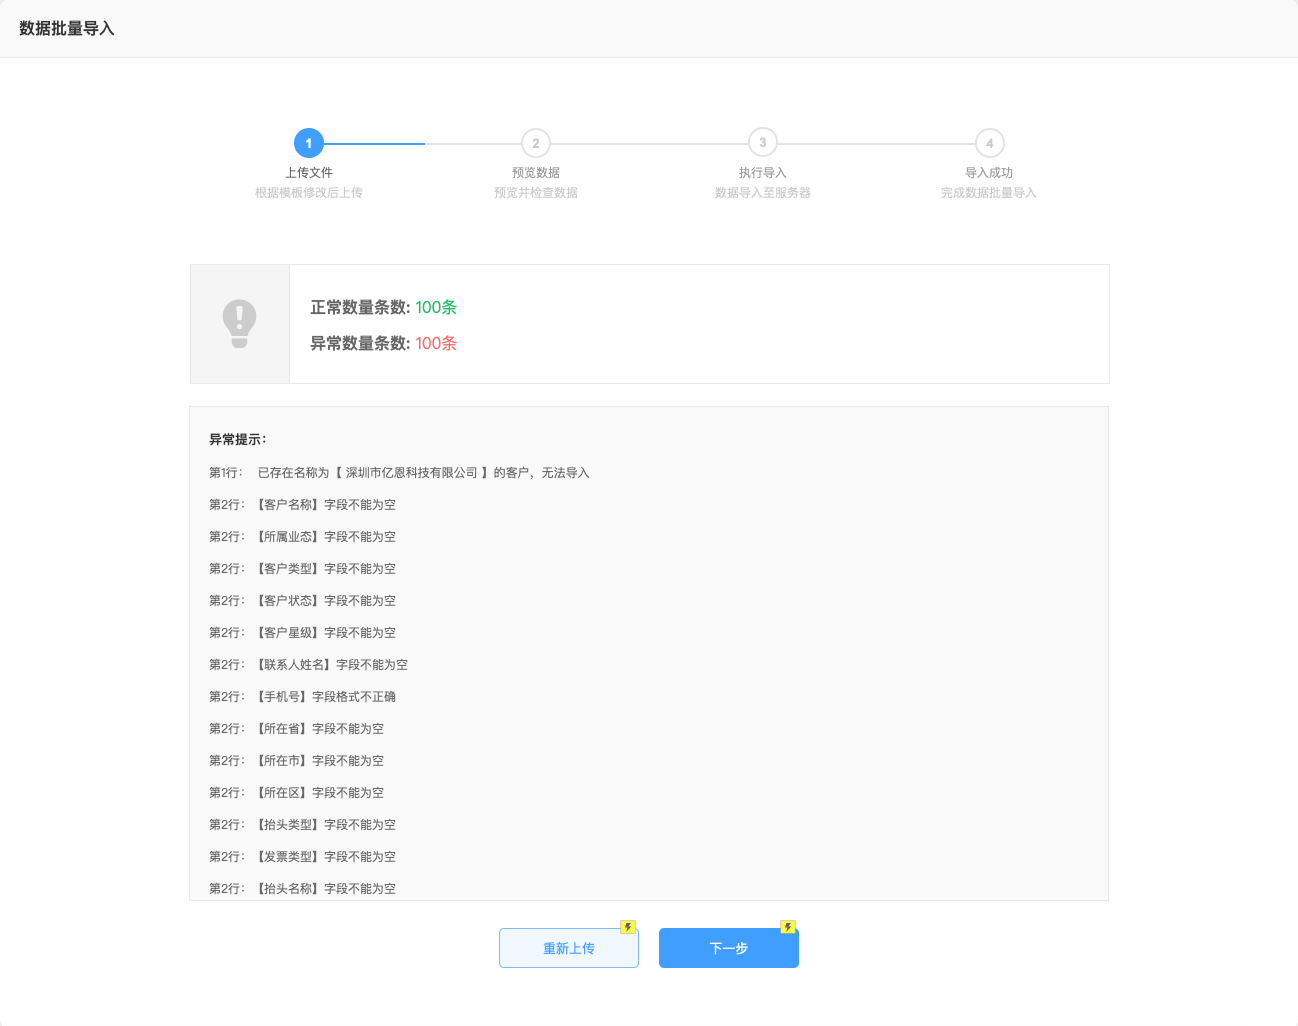 数据批量导入
1
2
3
4
上传文件
预览数据
执行导入
导入成功
根据模板修改后上传
预览并检查数据
数据导入至服务器
完成数据批量导入
正常数量条数: 100条
异常数量条数: 100条
异常提示：
第1行： 已存在名称为【 深圳市亿恩科技有限公司 】的客户，无法导入
第2行：【客户名称】字段不能为空
第2行：【所属业态】字段不能为空
第2行：【客户类型】字段不能为空
第2行：【客户状态】字段不能为空
第2行：【客户星级】字段不能为空
第2行：【联系人姓名】字段不能为空
第2行：【手机号】字段格式不正确
第2行：【所在省】字段不能为空
第2行：【所在市】字段不能为空
第2行：【所在区】字段不能为空
第2行：【抬头类型】字段不能为空
第2行：【发票类型】字段不能为空
第2行：【抬头名称】字段不能为空
重新上传
下一步